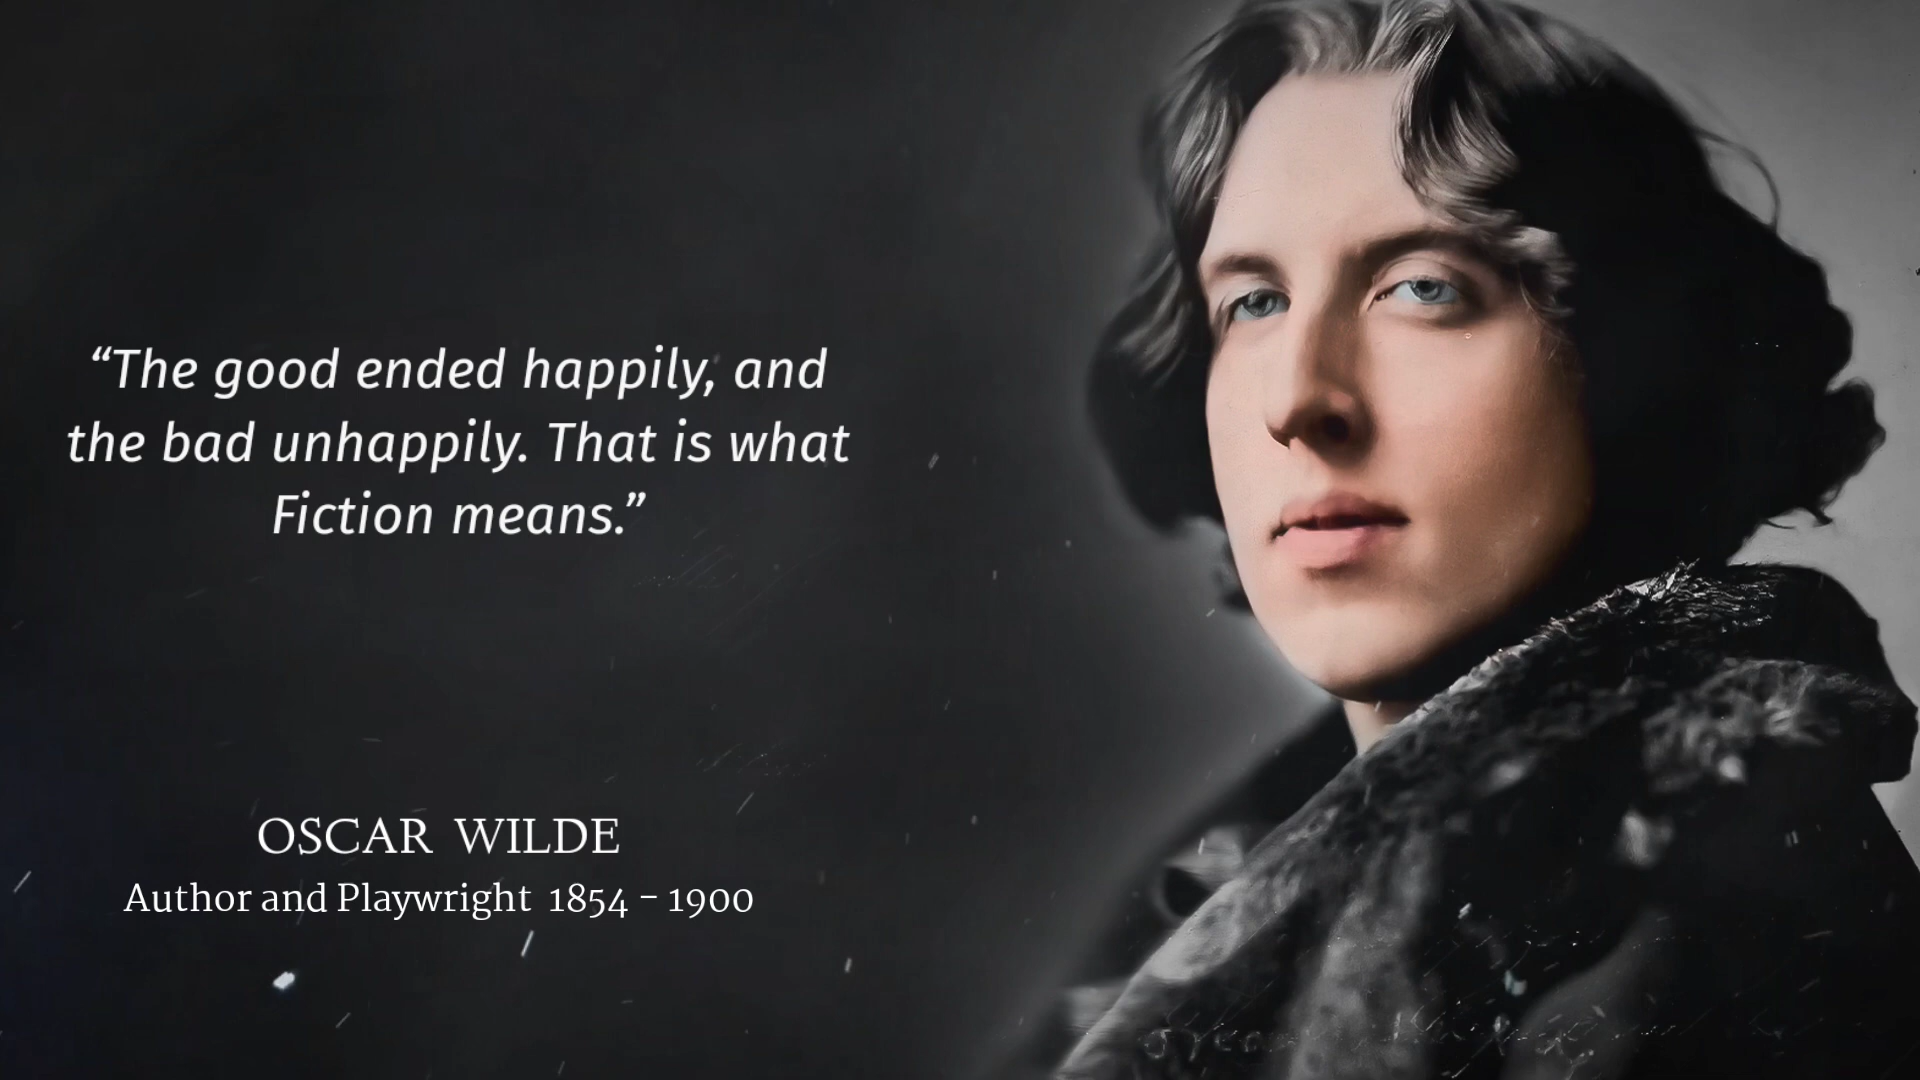 “The good ended happily, and
the bad unhappily. That is what
Fiction means.”
OSCAR WILDE
Author and Playwright 1854 - 1900